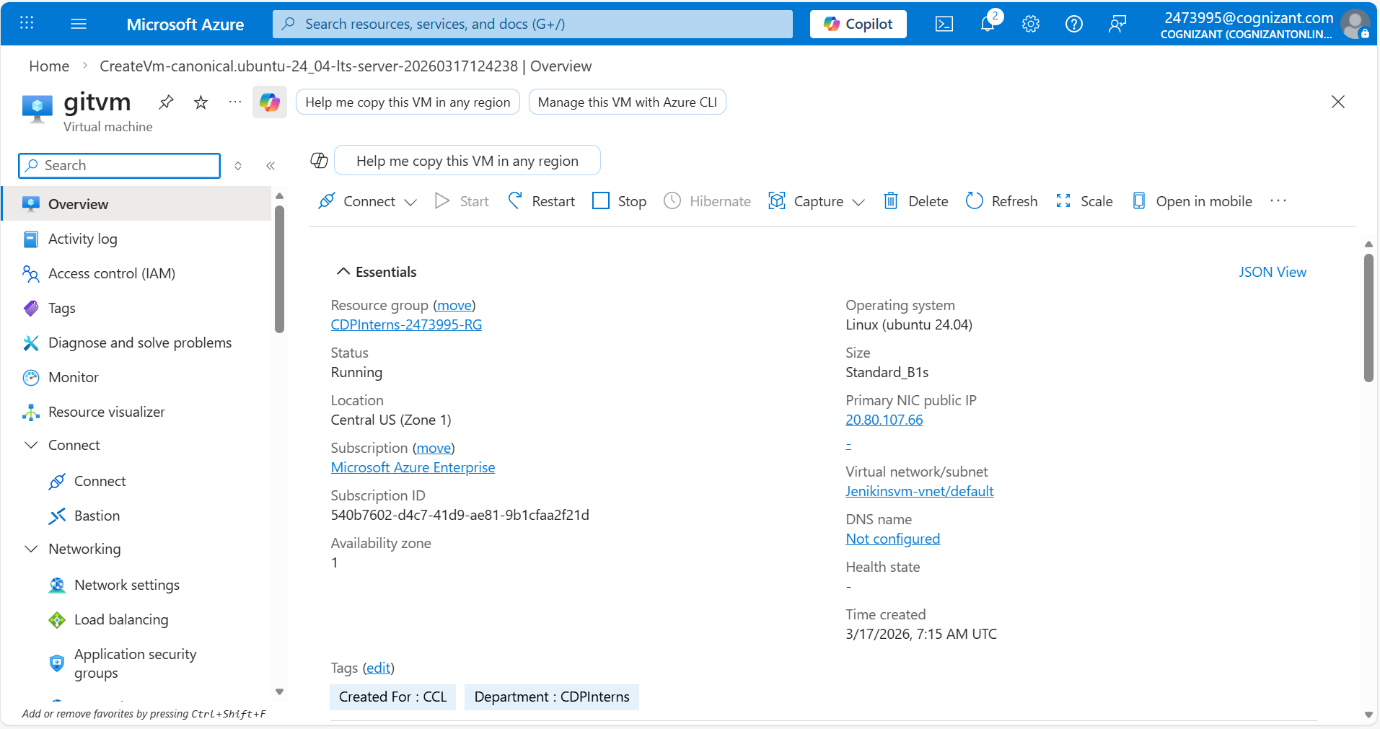 Microsoft Azure
Search resources, services, and docs (G+/)
Copilot
2
2473995@cognizant.com
COGNIZANT (COGNIZANTONLIN...
Home > CreateVm-canonical.ubuntu-24_04-lts-server-20260317124238 | Overview
gitvm
Virtual machine
Help me copy this VM in any region
Manage this VM with Azure CLI
Search
Overview
Activity log
Access control (IAM)
Tags
Diagnose and solve problems
Monitor
Resource visualizer
Connect
Connect
Bastion
Networking
Network settings
Load balancing
Application security
groups
Add or remove favorites by pressing Ctrl+Shift+F
Help me copy this VM in any region
Connect
Start
Restart
Stop
Hibernate
Capture
Delete
Refresh
Scale
Open in mobile
Essentials
JSON View
Resource group (move)
CDPInterns-2473995-RG
Status
Running
Location
Central US (Zone 1)
Subscription (move)
Microsoft Azure Enterprise
Subscription ID
540b7602-d4c7-41d9-ae81-9b1cfaa2f21d
Availability zone
1
Operating system
Linux (ubuntu 24.04)
Size
Standard_B1s
Primary NIC public IP
20.80.107.66
-
Virtual network/subnet
Jenikinsvm-vnet/default
DNS name
Not configured
Health state
-
Time created
3/17/2026, 7:15 AM UTC
Tags (edit)
Created For : CCL
Department : CDPInterns